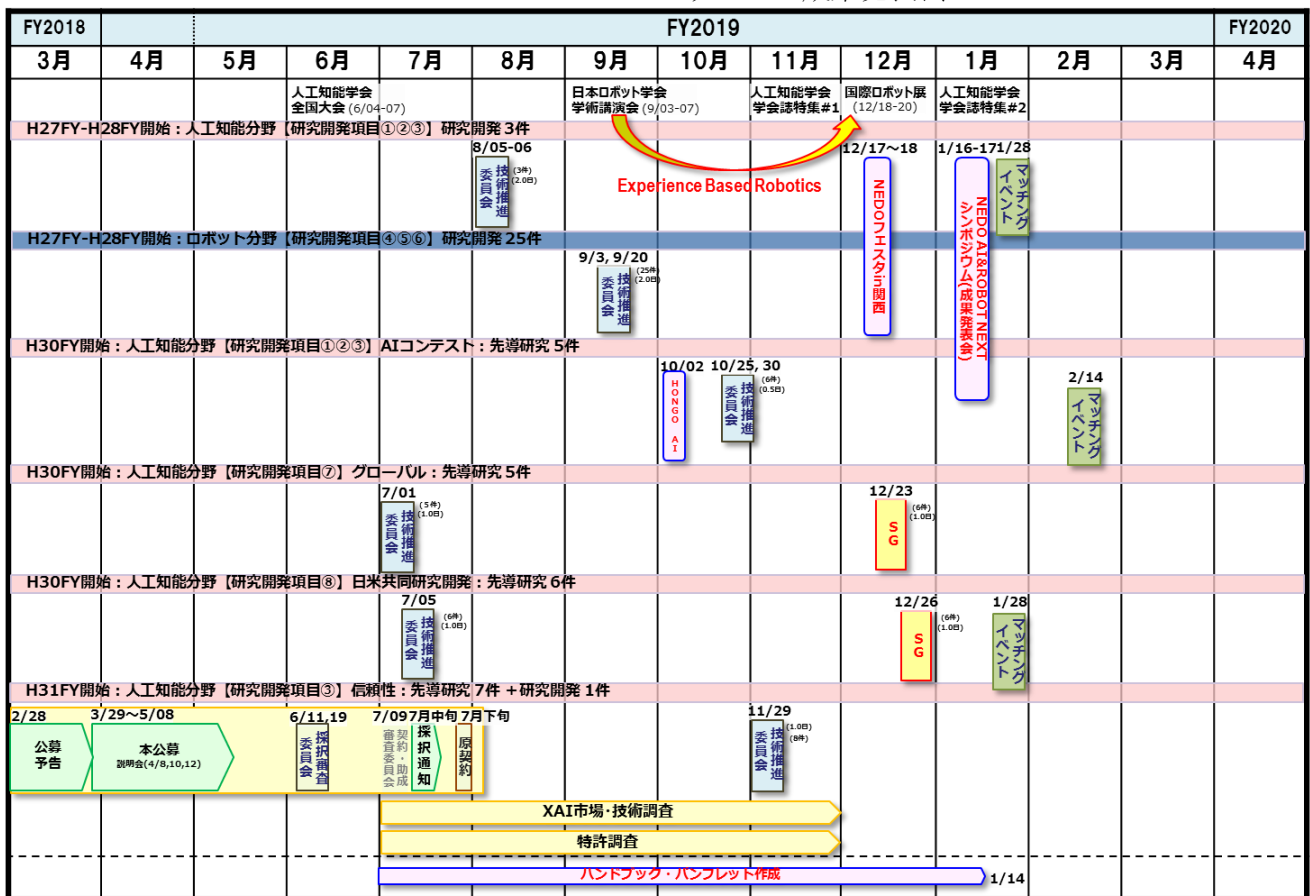 FY2018 FY2019 FY2020
3月 4月 5月 6月 7月 8月 9月 10月 11月 12月 1月 2月 3月 4月
人工知能学会
全国大会 (6/04-07)
日本ロボット学会
学術講演会 (9/03-07)
人工知能学会
学会誌特集#1
国際ロボット展
(12/18-20)
人工知能学会
学会誌特集#2
H27FY-H28FY開始：人工知能分野【研究開発項目①②③】研究開発 3件
8/05-06
技術推進
委員会
(3件)
(2.0日)
Experience Based Robotics
12/17～18
NEDOフェスタin関西
1/16-17
NEDO AI&ROBOT NEXT
シンポジウム(成果発表会)
1/28
マッチング
イベント
H27FY-H28FY開始：ロボット分野【研究開発項目④⑤⑥】研究開発 25件
9/3, 9/20
技術推進
委員会
(25件)
(2.0日)
H30FY開始：人工知能分野【研究開発項目①②③】AIコンテスト：先導研究 5件
10/02
HONGO AI
10/25, 30
技術推進
委員会
(6件)
(0.5日)
2/14
マッチング
イベント
H30FY開始：人工知能分野【研究開発項目⑦】グローバル：先導研究 5件
7/01
技術推進
委員会
(5件)
(1.0日)
12/23
SG
(6件)
(1.0日)
H30FY開始：人工知能分野【研究開発項目⑧】日米共同研究開発：先導研究 6件
7/05
技術推進
委員会
(6件)
(1.0日)
12/26
SG
(6件)
(1.0日)
1/28
マッチング
イベント
H31FY開始：人工知能分野【研究開発項目③】信頼性：先導研究 7件 ＋研究開発 1件
2/28
公募
予告
3/29～5/08
本公募
説明会(4/8,10,12)
6/11,19
採択審査
委員会
7/09
契約・助成
審査委員会
7月中旬
採択通知
7月下旬
原契約
11/29
技術推進
委員会
(1.0日)
(8件)
XAI市場・技術調査
特許調査
ハンドブック・パンフレット作成
1/14